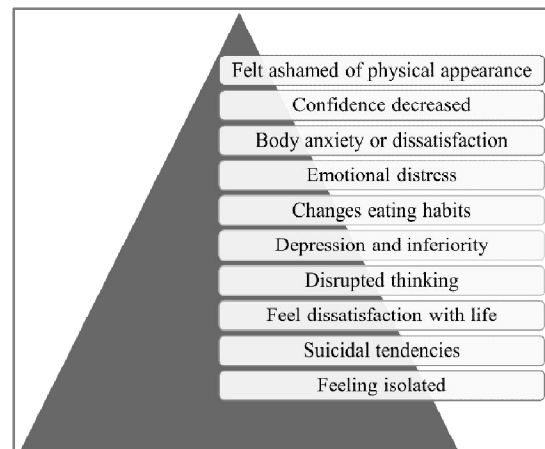 Felt ashamed of physical appearance
Confidence decreased
Body anxiety or dissatisfaction
Emotional distress
Changes eating habits
Depression and inferiority
Disrupted thinking
Feel dissatisfaction with life
Suicidal tendencies
Feeling isolated